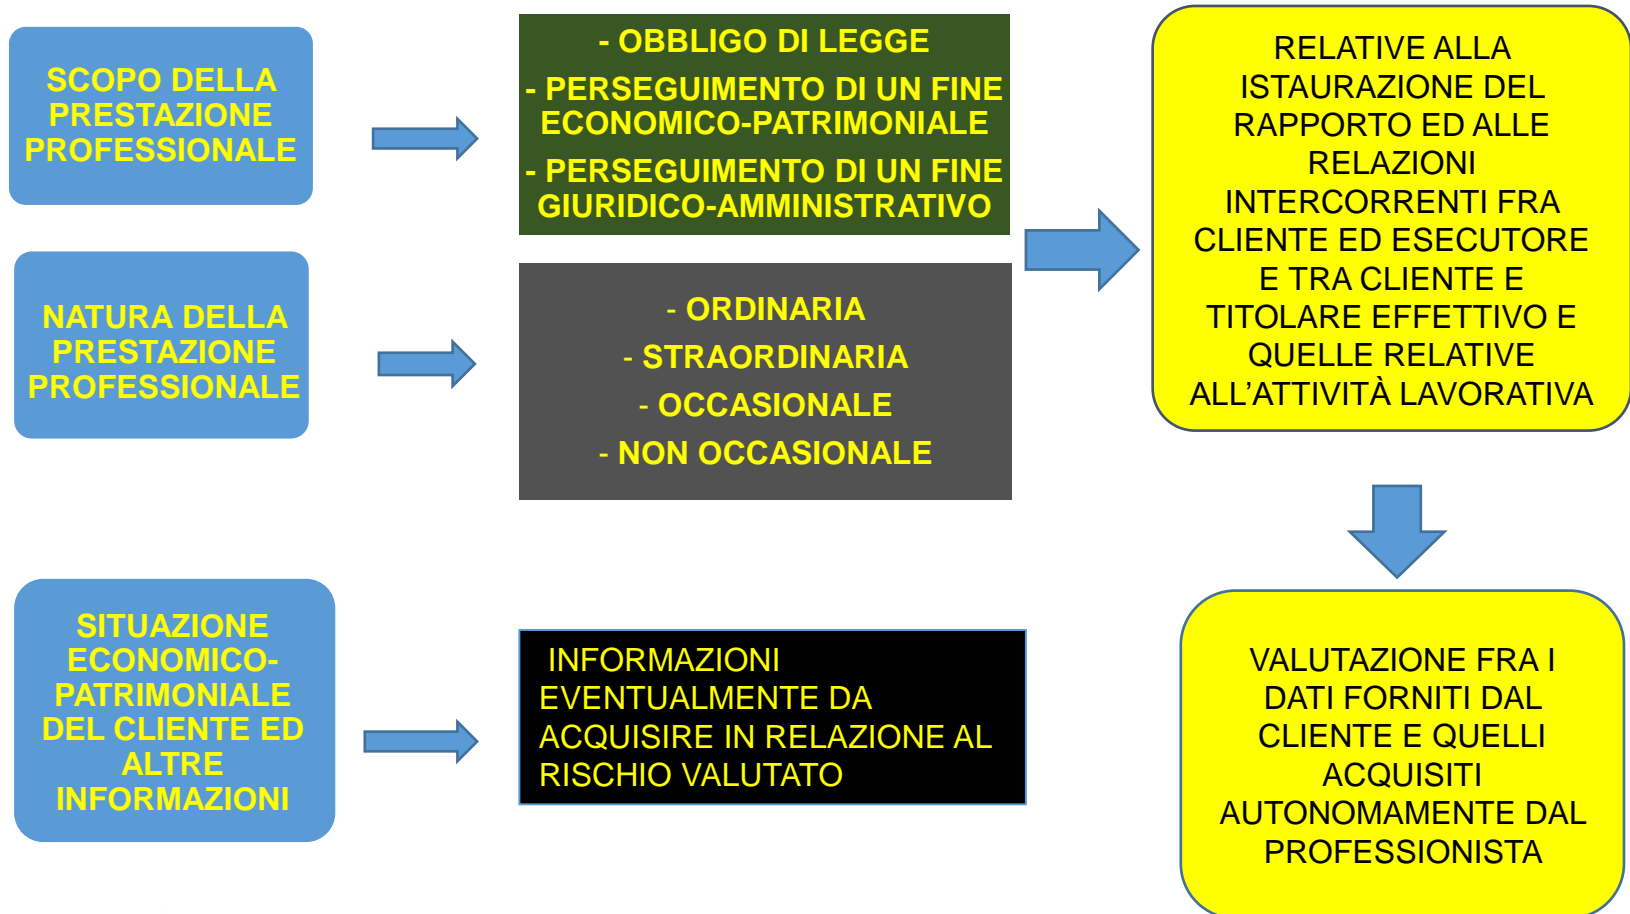 SCOPO DELLA
PRESTAZIONE
PROFESSIONALE
- OBBLIGO DI LEGGE
- PERSEGUIMENTO DI UN FINE
ECONOMICO-PATRIMONIALE
- PERSEGUIMENTO DI UN FINE
GIURIDICO-AMMINISTRATIVO
NATURA DELLA
PRESTAZIONE
PROFESSIONALE
- ORDINARIA
- STRAORDINARIA
- OCCASIONALE
- NON OCCASIONALE
RELATIVE ALLA
ISTAURAZIONE DEL
RAPPORTO ED ALLE
RELAZIONI
INTERCORRENTI FRA
CLIENTE ED ESECUTORE
E TRA CLIENTE E
TITOLARE EFFETTIVO E
QUELLE RELATIVE
ALL’ATTIVITÀ LAVORATIVA
SITUAZIONE
ECONOMICO-
PATRIMONIALE
DEL CLIENTE ED
ALTRE
INFORMAZIONI
INFORMAZIONI
EVENTUALMENTE DA
ACQUISIRE IN RELAZIONE AL
RISCHIO VALUTATO
VALUTAZIONE FRA I
DATI FORNITI DAL
CLIENTE E QUELLI
ACQUISITI
AUTONOMAMENTE DAL
PROFESSIONISTA